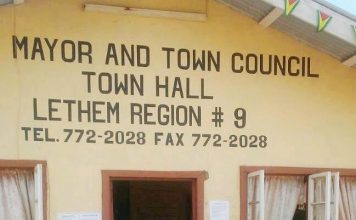 MAYOR AND TOWN COUNCIL
TOWN HALL
LETHEM REGION # 9
TEL. 772-2028 FAX 772-2028